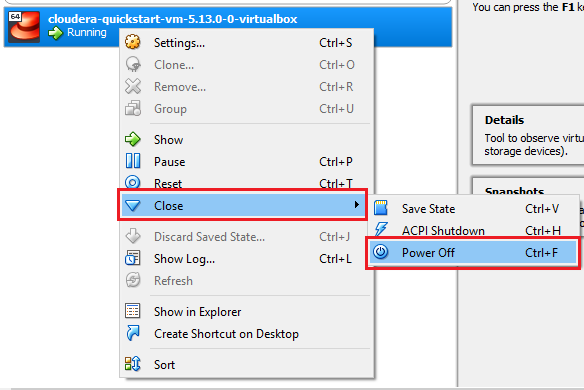 64
cloudera-quickstart-vm-5.13.0-0-virtualbox
Running
You can press the F1 k
Settings... Ctrl+S
Clone... Ctrl+O
Remove... Ctrl+R
Group Ctrl+U
Show
Pause Ctrl+P
Reset Ctrl+T
Close
Discard Saved State... Ctrl+J
Show Log... Ctrl+L
Refresh
Show in Explorer
Create Shortcut on Desktop
Sort
Save State Ctrl+V
ACPI Shutdown Ctrl+H
Power Off Ctrl+F
Details
Tool to observe virtu
storage devices).
Snapshots